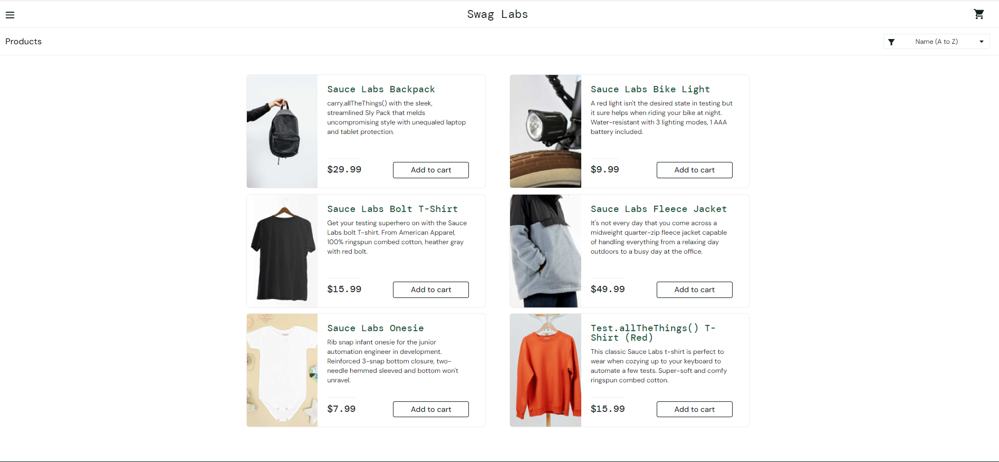 Swag Labs
Products
Name (A to Z)
Sauce Labs Backpack
carry.allTheThings() with the sleek,
streamlined Sly Pack that melds
uncompromising style with unequaled laptop
and tablet protection.
$29.99
Add to cart
Sauce Labs Bike Light
A red light isn't the desired state in testing but
it sure helps when riding your bike at night.
Water-resistant with 3 lighting modes, 1 AAA
battery included.
$9.99
Add to cart
Sauce Labs Bolt T-Shirt
Get your testing superhero on with the Sauce
Labs bolt T-shirt. From American Apparel,
100% ringspun combed cotton, heather gray
with red bolt.
$15.99
Add to cart
Sauce Labs Fleece Jacket
It's not every day that you come across a
midweight quarter-zip fleece jacket capable
of handling everything from a relaxing day
outdoors to a busy day at the office.
$49.99
Add to cart
Sauce Labs Onesie
Rib snap infant onesie for the junior
automation engineer in development.
Reinforced 3-snap bottom closure, two-
needle hemmed sleeved and bottom won't
unravel.
$7.99
Add to cart
Test.allTheThings() T-
Shirt (Red)
This classic Sauce Labs t-shirt is perfect to
wear when cozying up to your keyboard to
automate a few tests. Super-soft and comfy
ringspun combed cotton.
$15.99
Add to cart